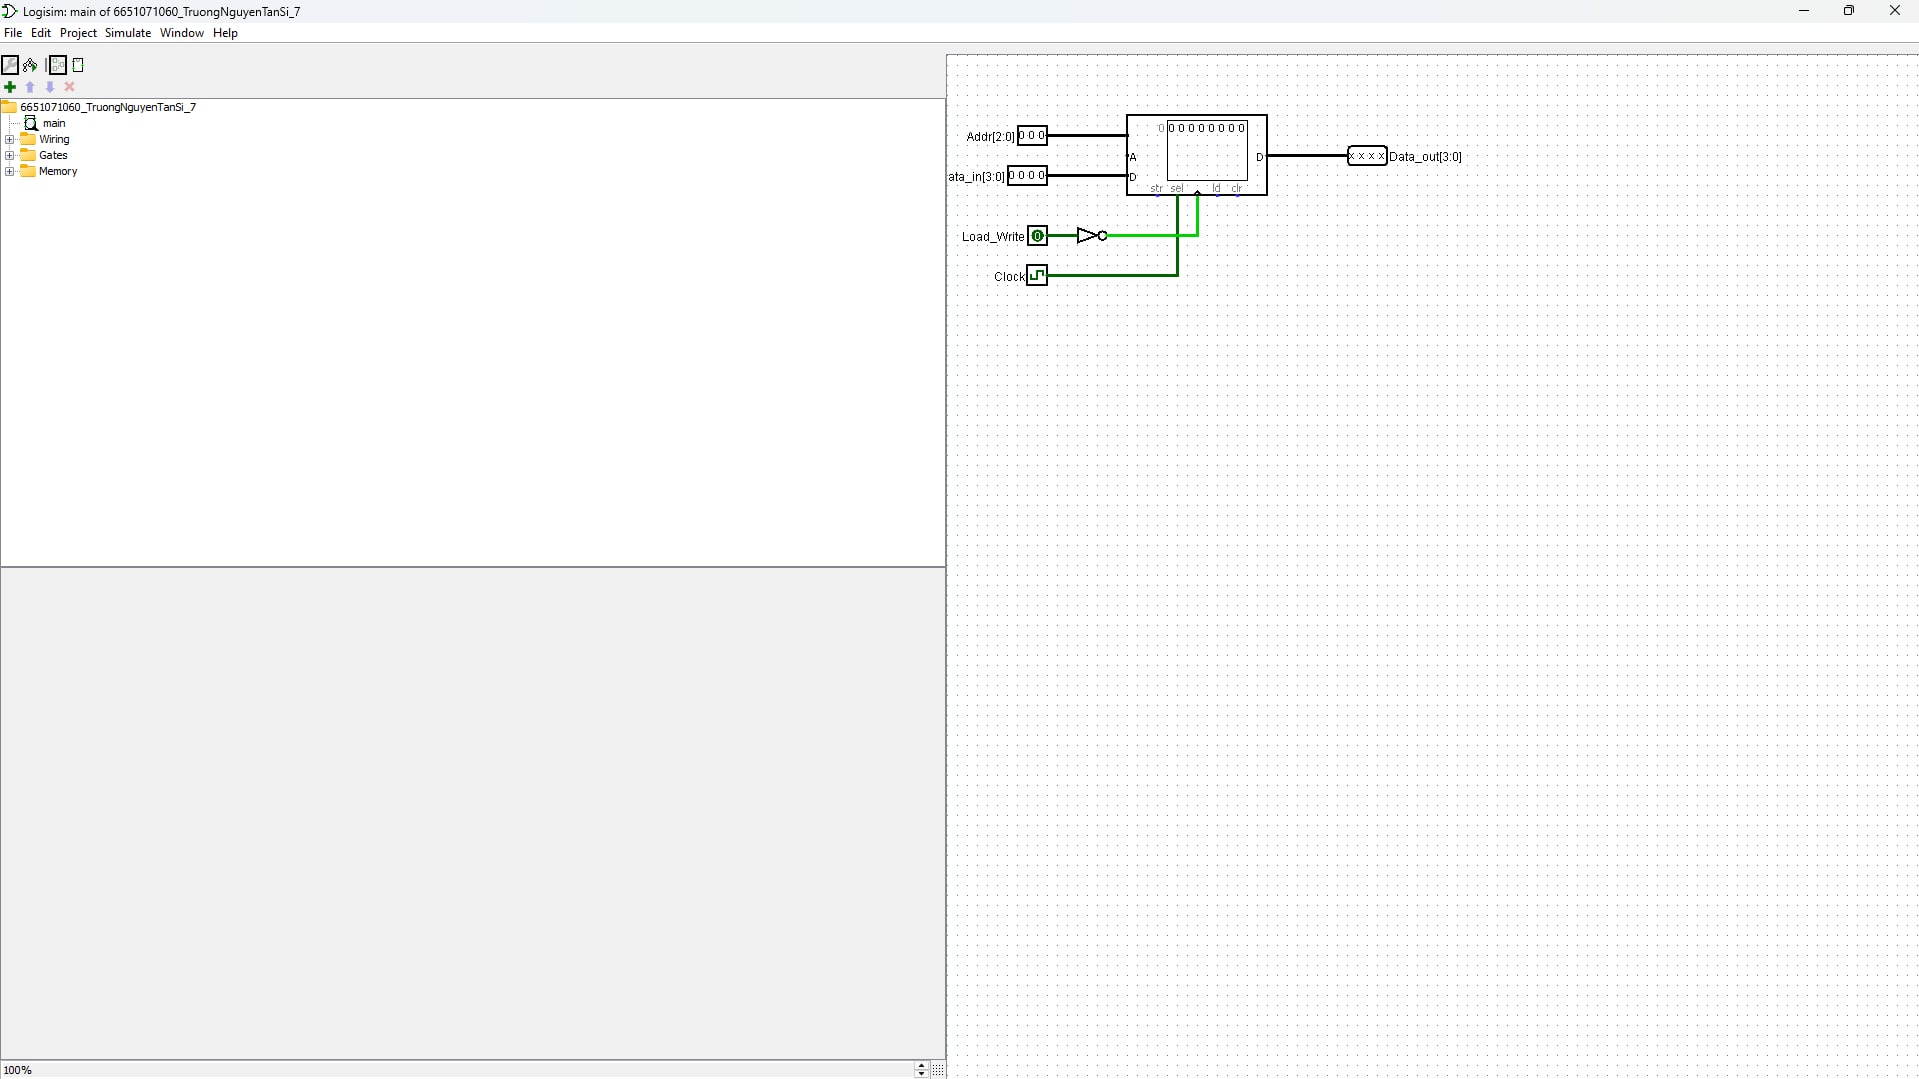 Logisim: main of 6651071060_TruongNguyenTanSi_7
File Edit Project Simulate Window Help
6651071060_TruongNguyenTanSi_7
main
Wiring
Gates
Memory
100%
Addr[2:0] 0 0 0
0 0 0 0 0 0 0 0 0
A
D
x x x x Data_out[3:0]
ata_in[3:0] 0 0 0 0
D
str sel ld clr
Load_Write 0
Clock